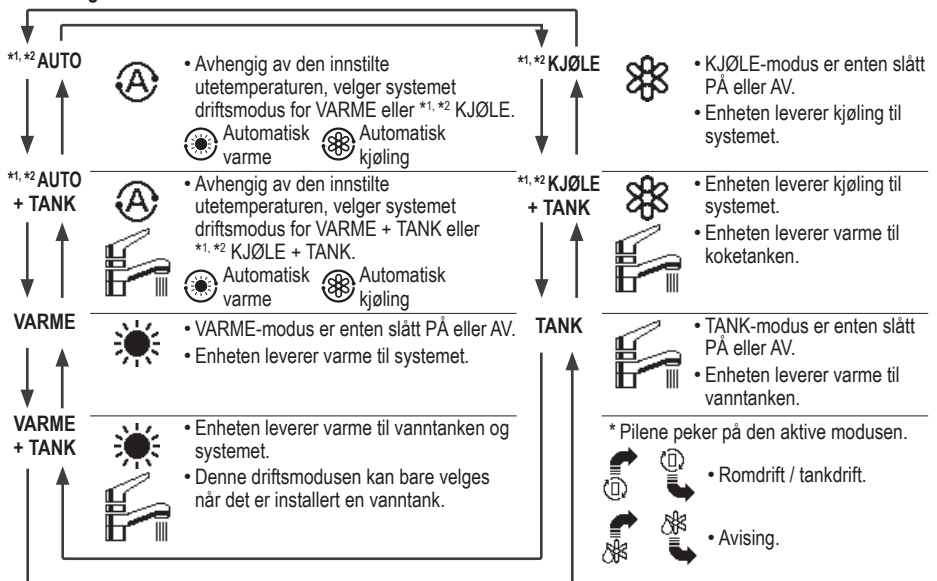 *1, *2 AUTO
• Avhengig av den innstilte
utetemperaturen, velger systemet
driftsmodus for VARME eller *1, *2 KJØLE.
Automatisk
varme
Automatisk
kjøling
*1, *2 AUTO
+ TANK
• Avhengig av den innstilte
utetemperaturen, velger systemet
driftsmodus for VARME + TANK eller
*1, *2 KJØLE + TANK.
Automatisk
varme
Automatisk
kjøling
VARME
• VARME-modus er enten slått PÅ eller AV.
• Enheten leverer varme til systemet.
VARME
+ TANK
• Enheten leverer varme til vanntanken og
systemet.
• Denne driftsmodusen kan bare velges
når det er installert en vanntank.
*1, *2 KJØLE
• KJØLE-modus er enten slått
PÅ eller AV.
• Enheten leverer kjøling til
systemet.
*1, *2 KJØLE
+ TANK
• Enheten leverer kjøling til
systemet.
• Enheten leverer varme til
koketanken.
TANK
• TANK-modus er enten slått
PÅ eller AV.
• Enheten leverer varme til
vanntanken.
* Pilene peker på den aktive modusen.
• Romdrift / tankdrift.
• Avising.